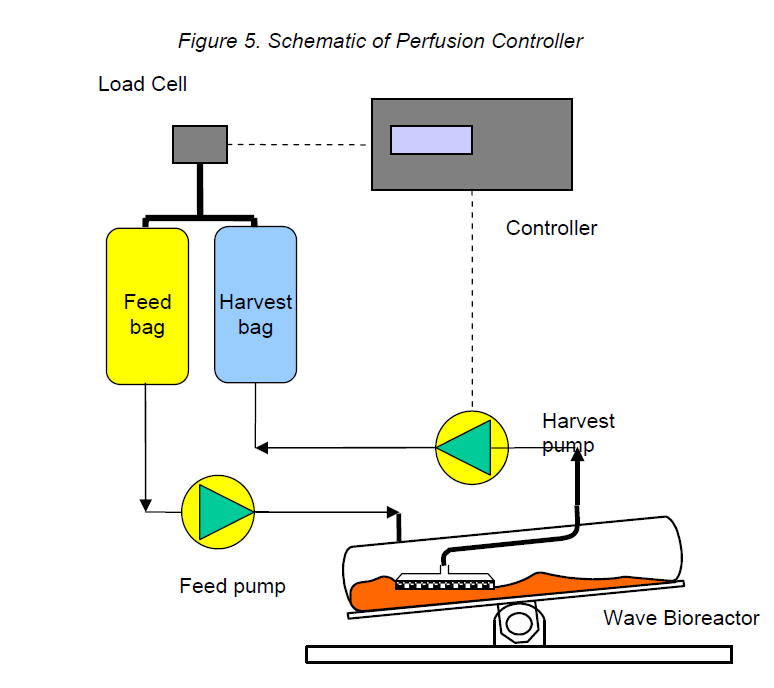 Figure 5. Schematic of Perfusion Controller
Load Cell
Controller
Feed
bag
Harvest
bag
Harvest
pump
Feed pump
Wave Bioreactor